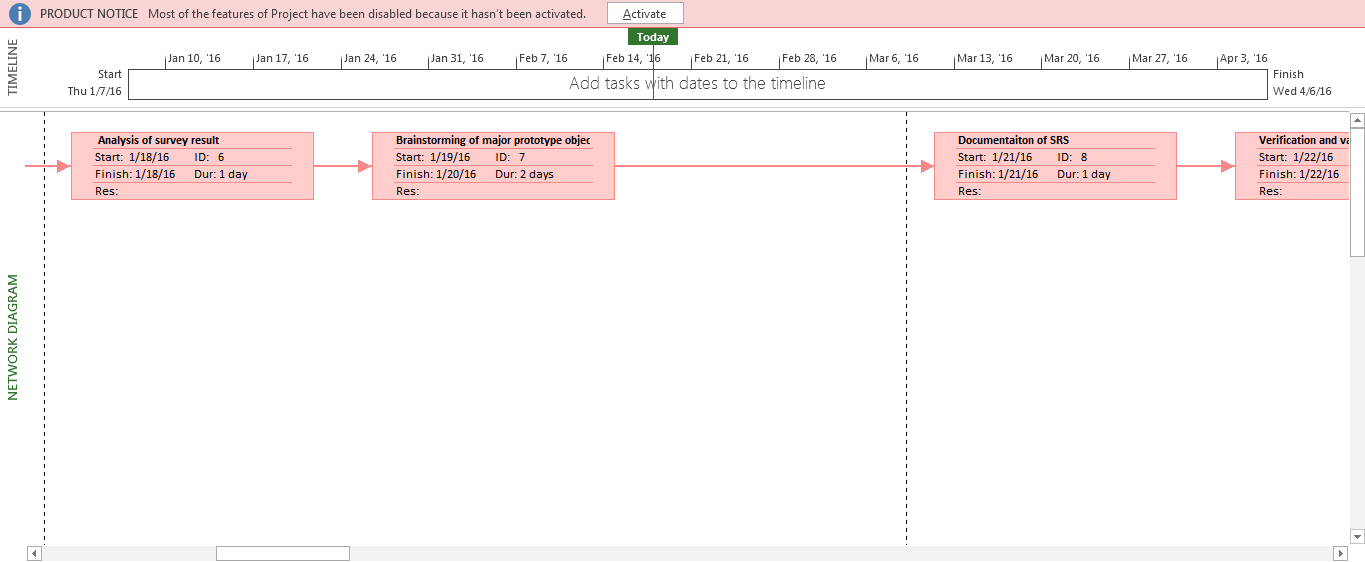 PRODUCT NOTICE Most of the features of Project have been disabled because it hasn't been activated. Activate
Today
TIMELINE
Jan 10, '16 Jan 17, '16 Jan 24, '16 Jan 31, '16 Feb 7, '16 Feb 14, '16 Feb 21, '16 Feb 28, '16 Mar 6, '16 Mar 13, '16 Mar 20, '16 Mar 27, '16 Apr 3, '16
Start
Thu 1/7/16
Add tasks with dates to the timeline
Finish
Wed 4/6/16
NETWORK DIAGRAM
Analysis of survey result
Start: 1/18/16 ID: 6
Finish: 1/18/16 Dur: 1 day
Res:
Brainstorming of major prototype objec
Start: 1/19/16 ID: 7
Finish: 1/20/16 Dur: 2 days
Res:
Documentaiton of SRS
Start: 1/21/16 ID: 8
Finish: 1/21/16 Dur: 1 day
Res:
Verification and va
Start: 1/22/16
Finish: 1/22/16
Res: